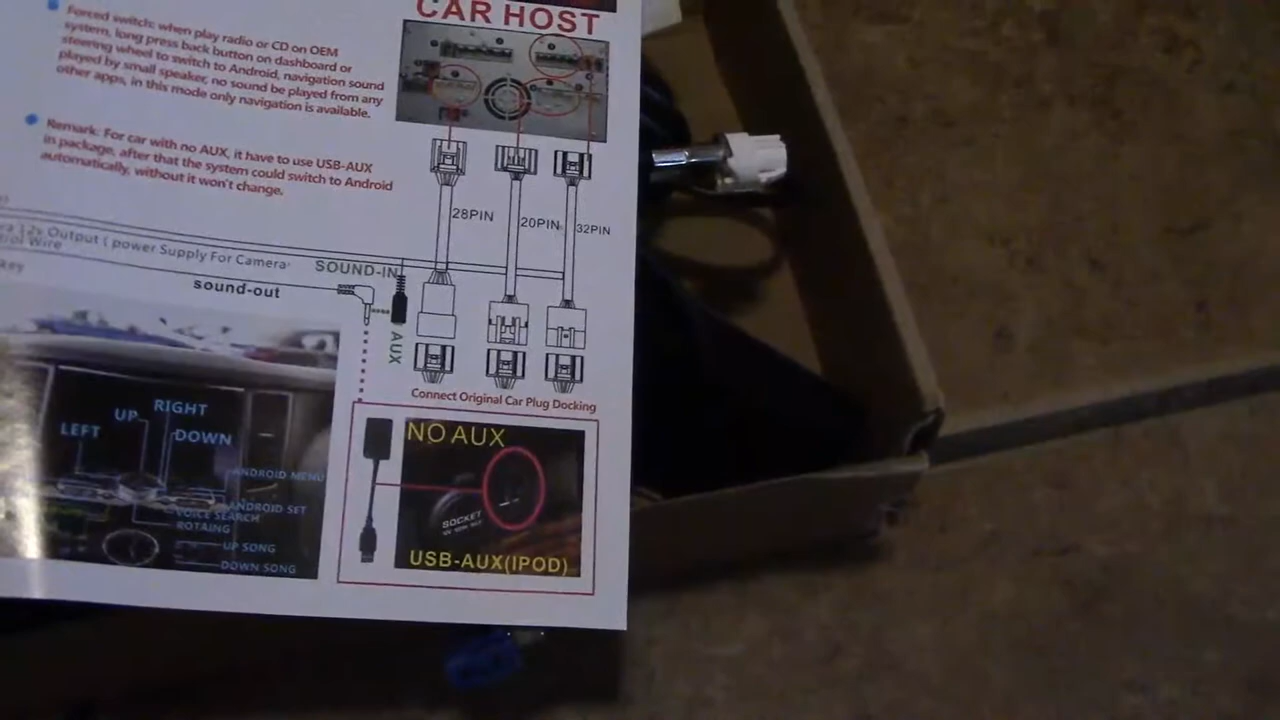 CAR HOST
Forced switch: when play radio or CD on OEM
system, long press back button on dashboard or
steering wheel to switch to Android, navigation sound
played by small speaker, no sound be played from any
other apps, in this mode only navigation is available.
Remark: For car with no AUX, it have to use USB-AUX
in package, after that the system could switch to Android
automatically, without it won't change.
28PIN
20PIN
32PIN
12v Output ( power Supply For Camera
Wire
Key
SOUND-IN
sound-out
AUX
Connect Original Car Plug Docking
NO AUX
SOCKET
USB-AUX(IPOD)
RIGHT
UP
LEFT
DOWN
ANDROID MENU
ANDROID SET
VOICE SEARCH
ROTAING
UP SONG
DOWN SONG